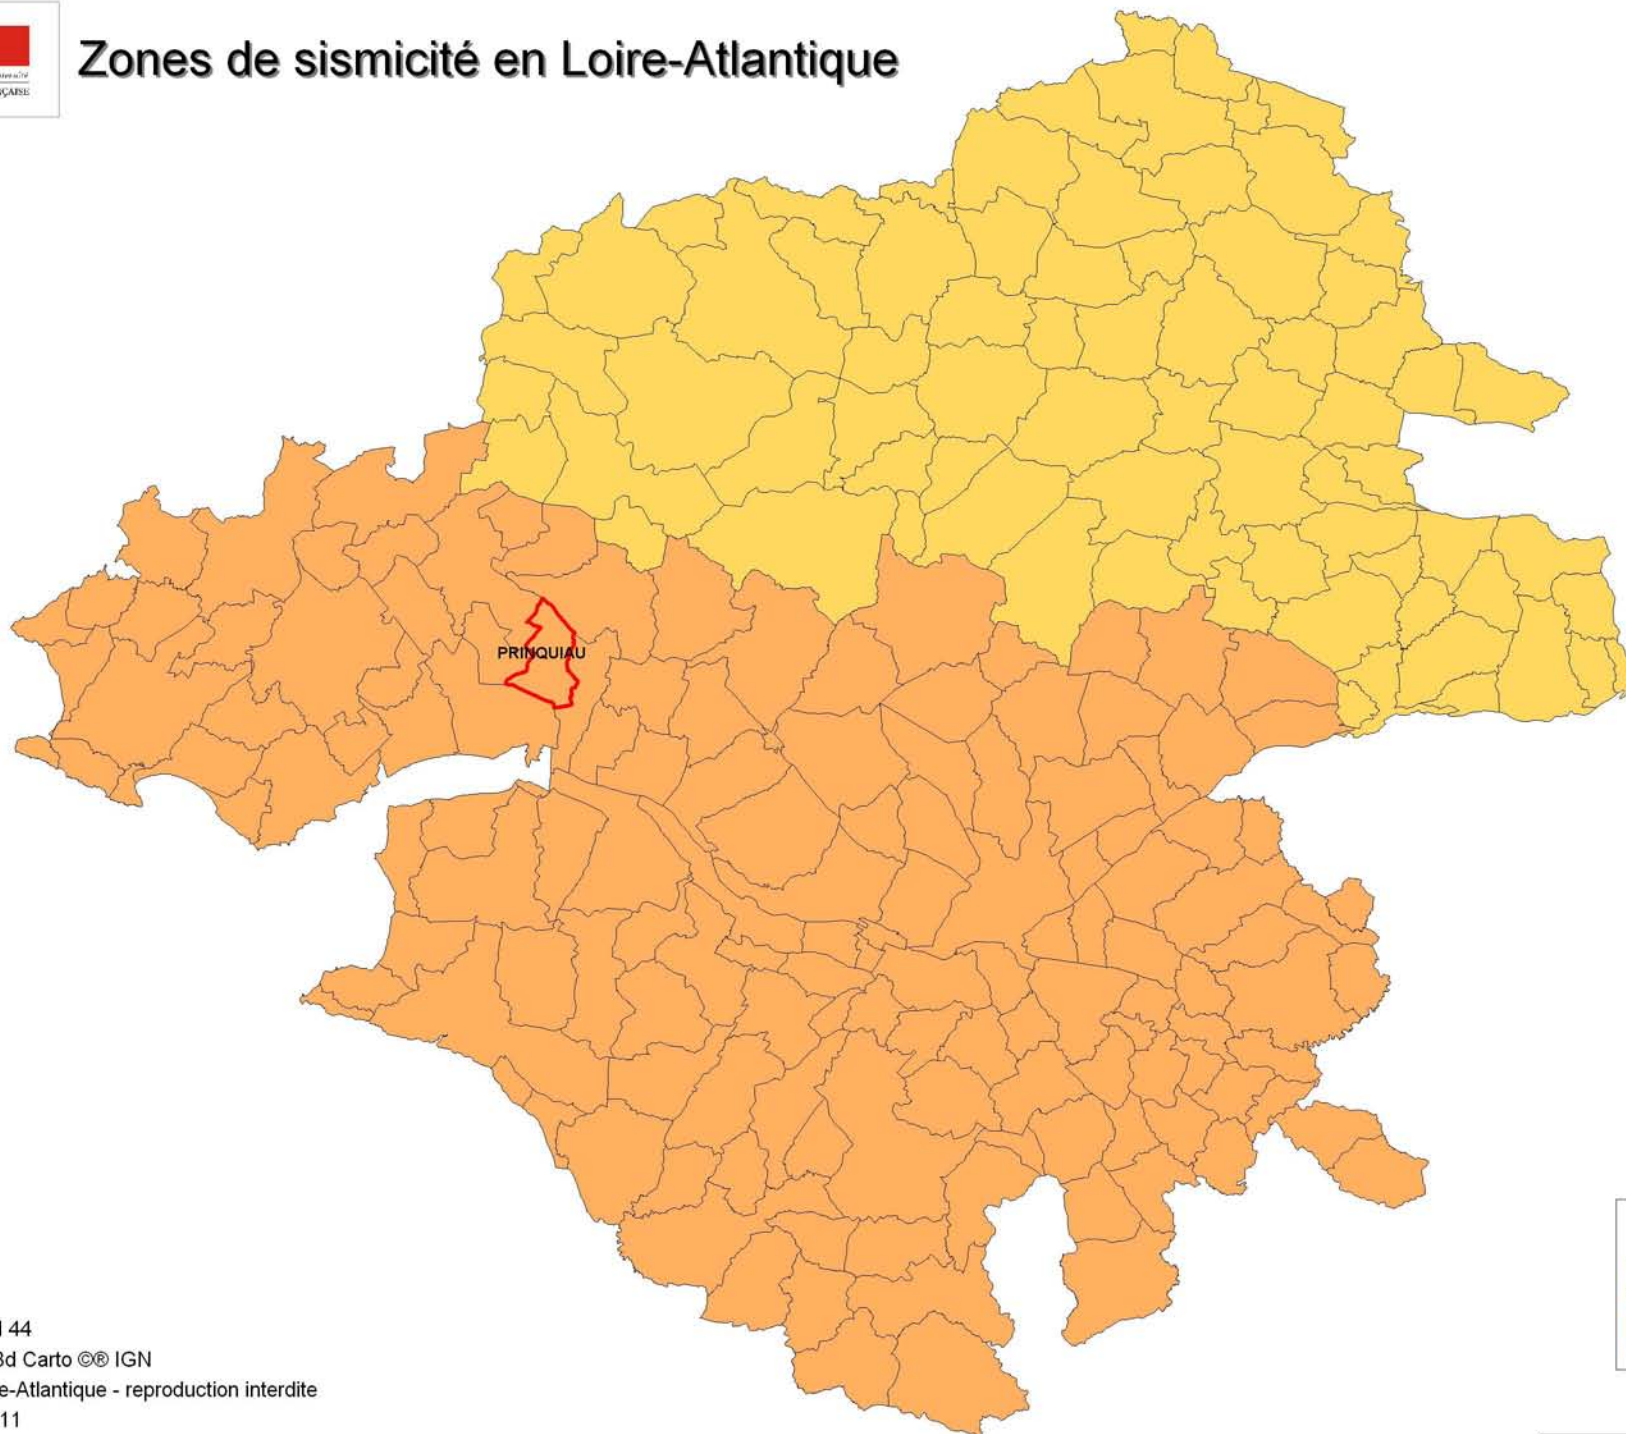 Zones de sismicité en Loire-Atlantique
PRINQUIAU
44
3d Carto ©® IGN
e-Atlantique - reproduction interdite
11